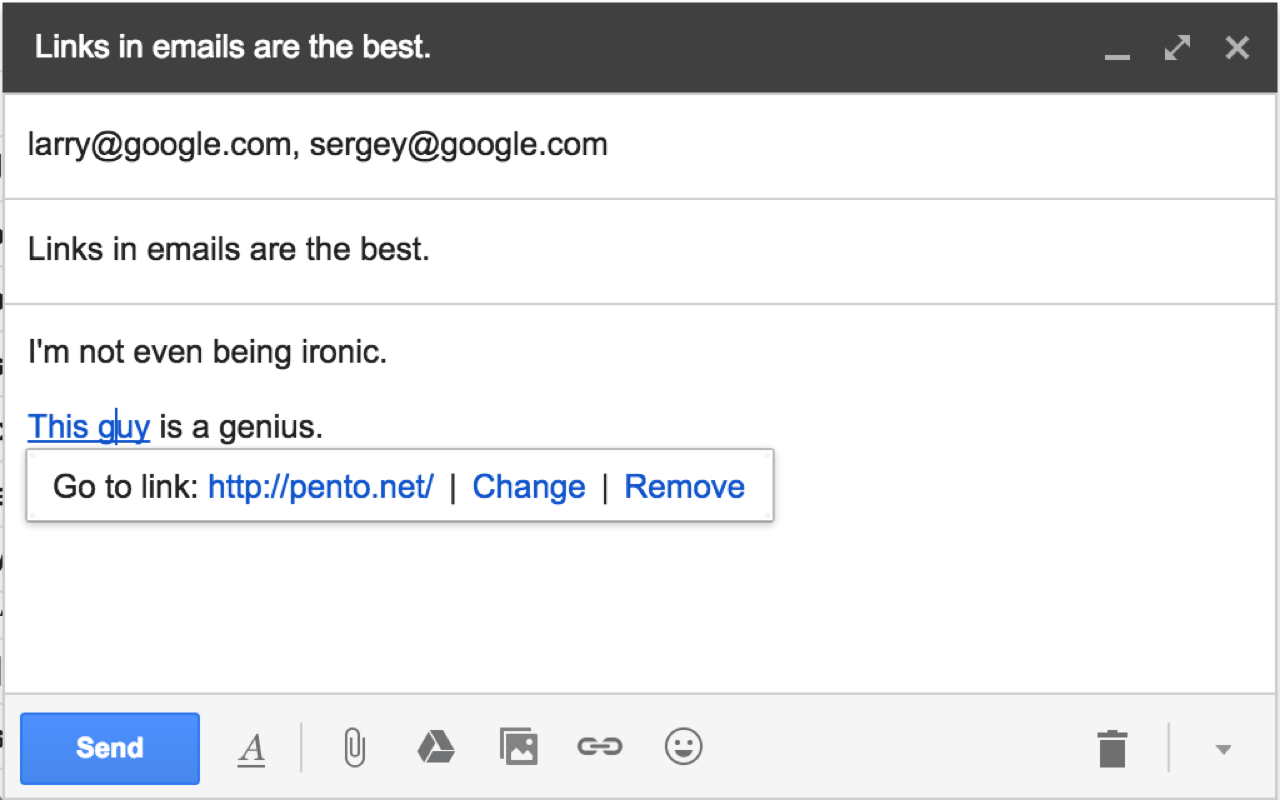 Links in emails are the best.
larry@google.com, sergey@google.com
Links in emails are the best.
I'm not even being ironic.
This guy is a genius.
Go to link: http://pento.net/ | Change | Remove
Send A